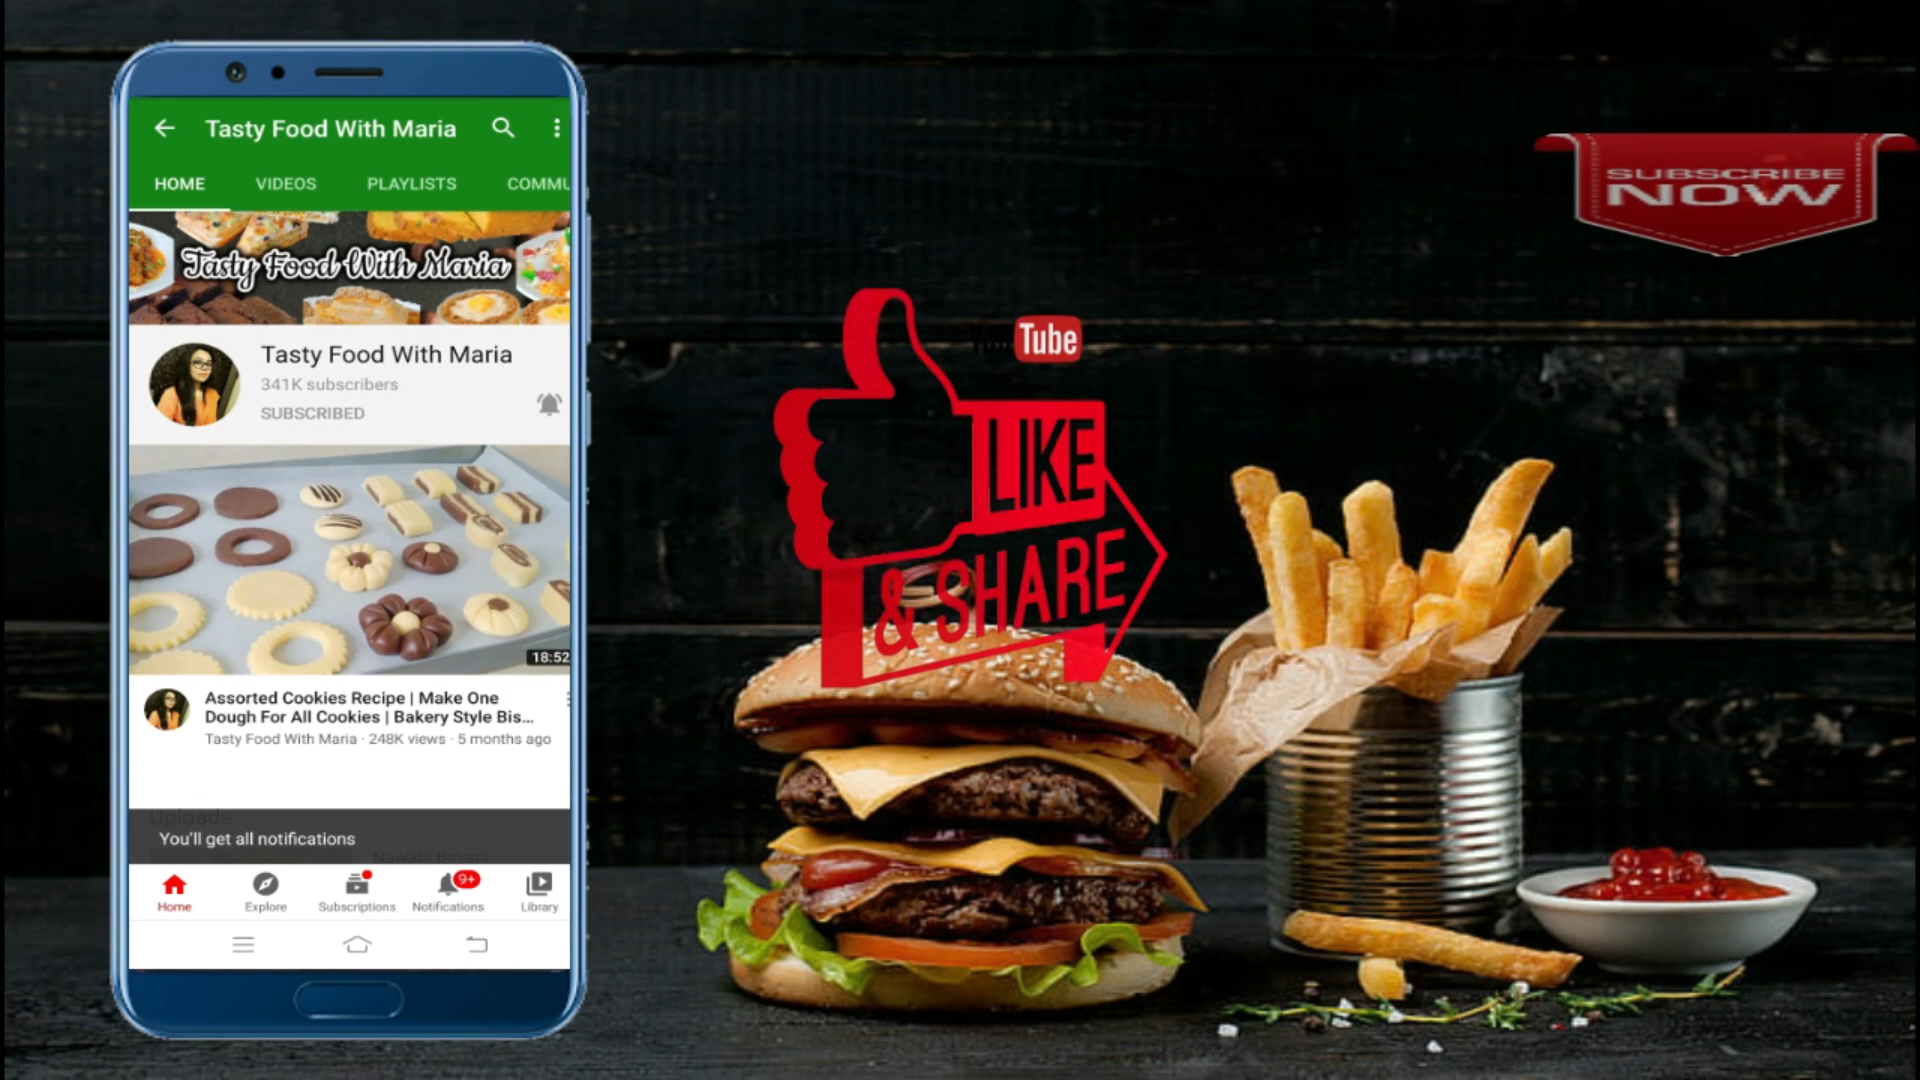 Tasty Food With Maria
HOME VIDEOS PLAYLISTS COMMU
Tasty Food With Maria
Tasty Food With Maria
341K subscribers
SUBSCRIBED
18:52
Assorted Cookies Recipe | Make One
Dough For All Cookies | Bakery Style Bis...
Tasty Food With Maria · 248K views · 5 months ago
Uploads
You'll get all notifications
9+
Home Explore Subscriptions Notifications Library
Tube
LIKE
& SHARE
SUBSCRIBE
NOW